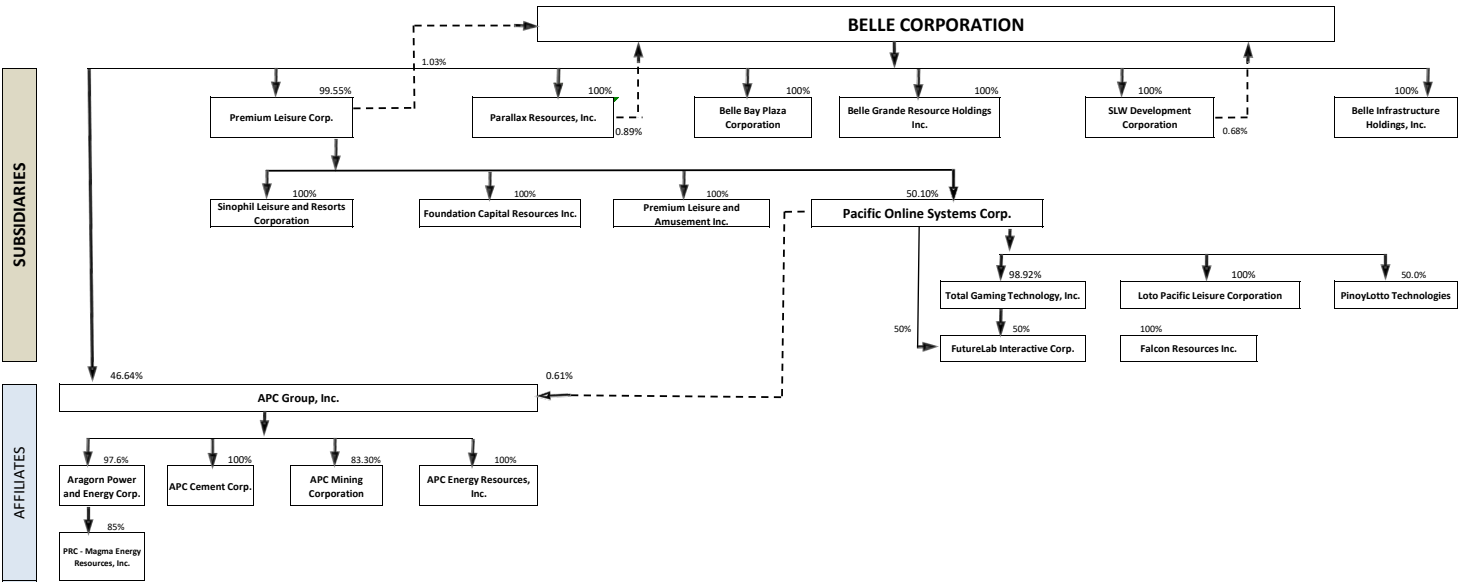 BELLE CORPORATION
1.03%
SUBSIDIARIES
99.55%
Premium Leisure Corp.
100%
Parallax Resources, Inc.
0.89%
100%
Belle Bay Plaza
Corporation
100%
Belle Grande Resource Holdings
Inc.
100%
SLW Development
Corporation
0.68%
100%
Belle Infrastructure
Holdings, Inc.
100%
Sinophil Leisure and Resorts
Corporation
100%
Foundation Capital Resources Inc.
100%
Premium Leisure and
Amusement Inc.
50.10%
Pacific Online Systems Corp.
98.92%
Total Gaming Technology, Inc.
100%
Loto Pacific Leisure Corporation
50.0%
PinoyLotto Technologies
50%
50%
FutureLab Interactive Corp.
100%
Falcon Resources Inc.
AFFILIATES
46.64%
0.61%
APC Group, Inc.
97.6%
Aragorn Power
and Energy Corp.
100%
APC Cement Corp.
83.30%
APC Mining
Corporation
100%
APC Energy Resources,
Inc.
85%
PRC - Magma Energy
Resources, Inc.